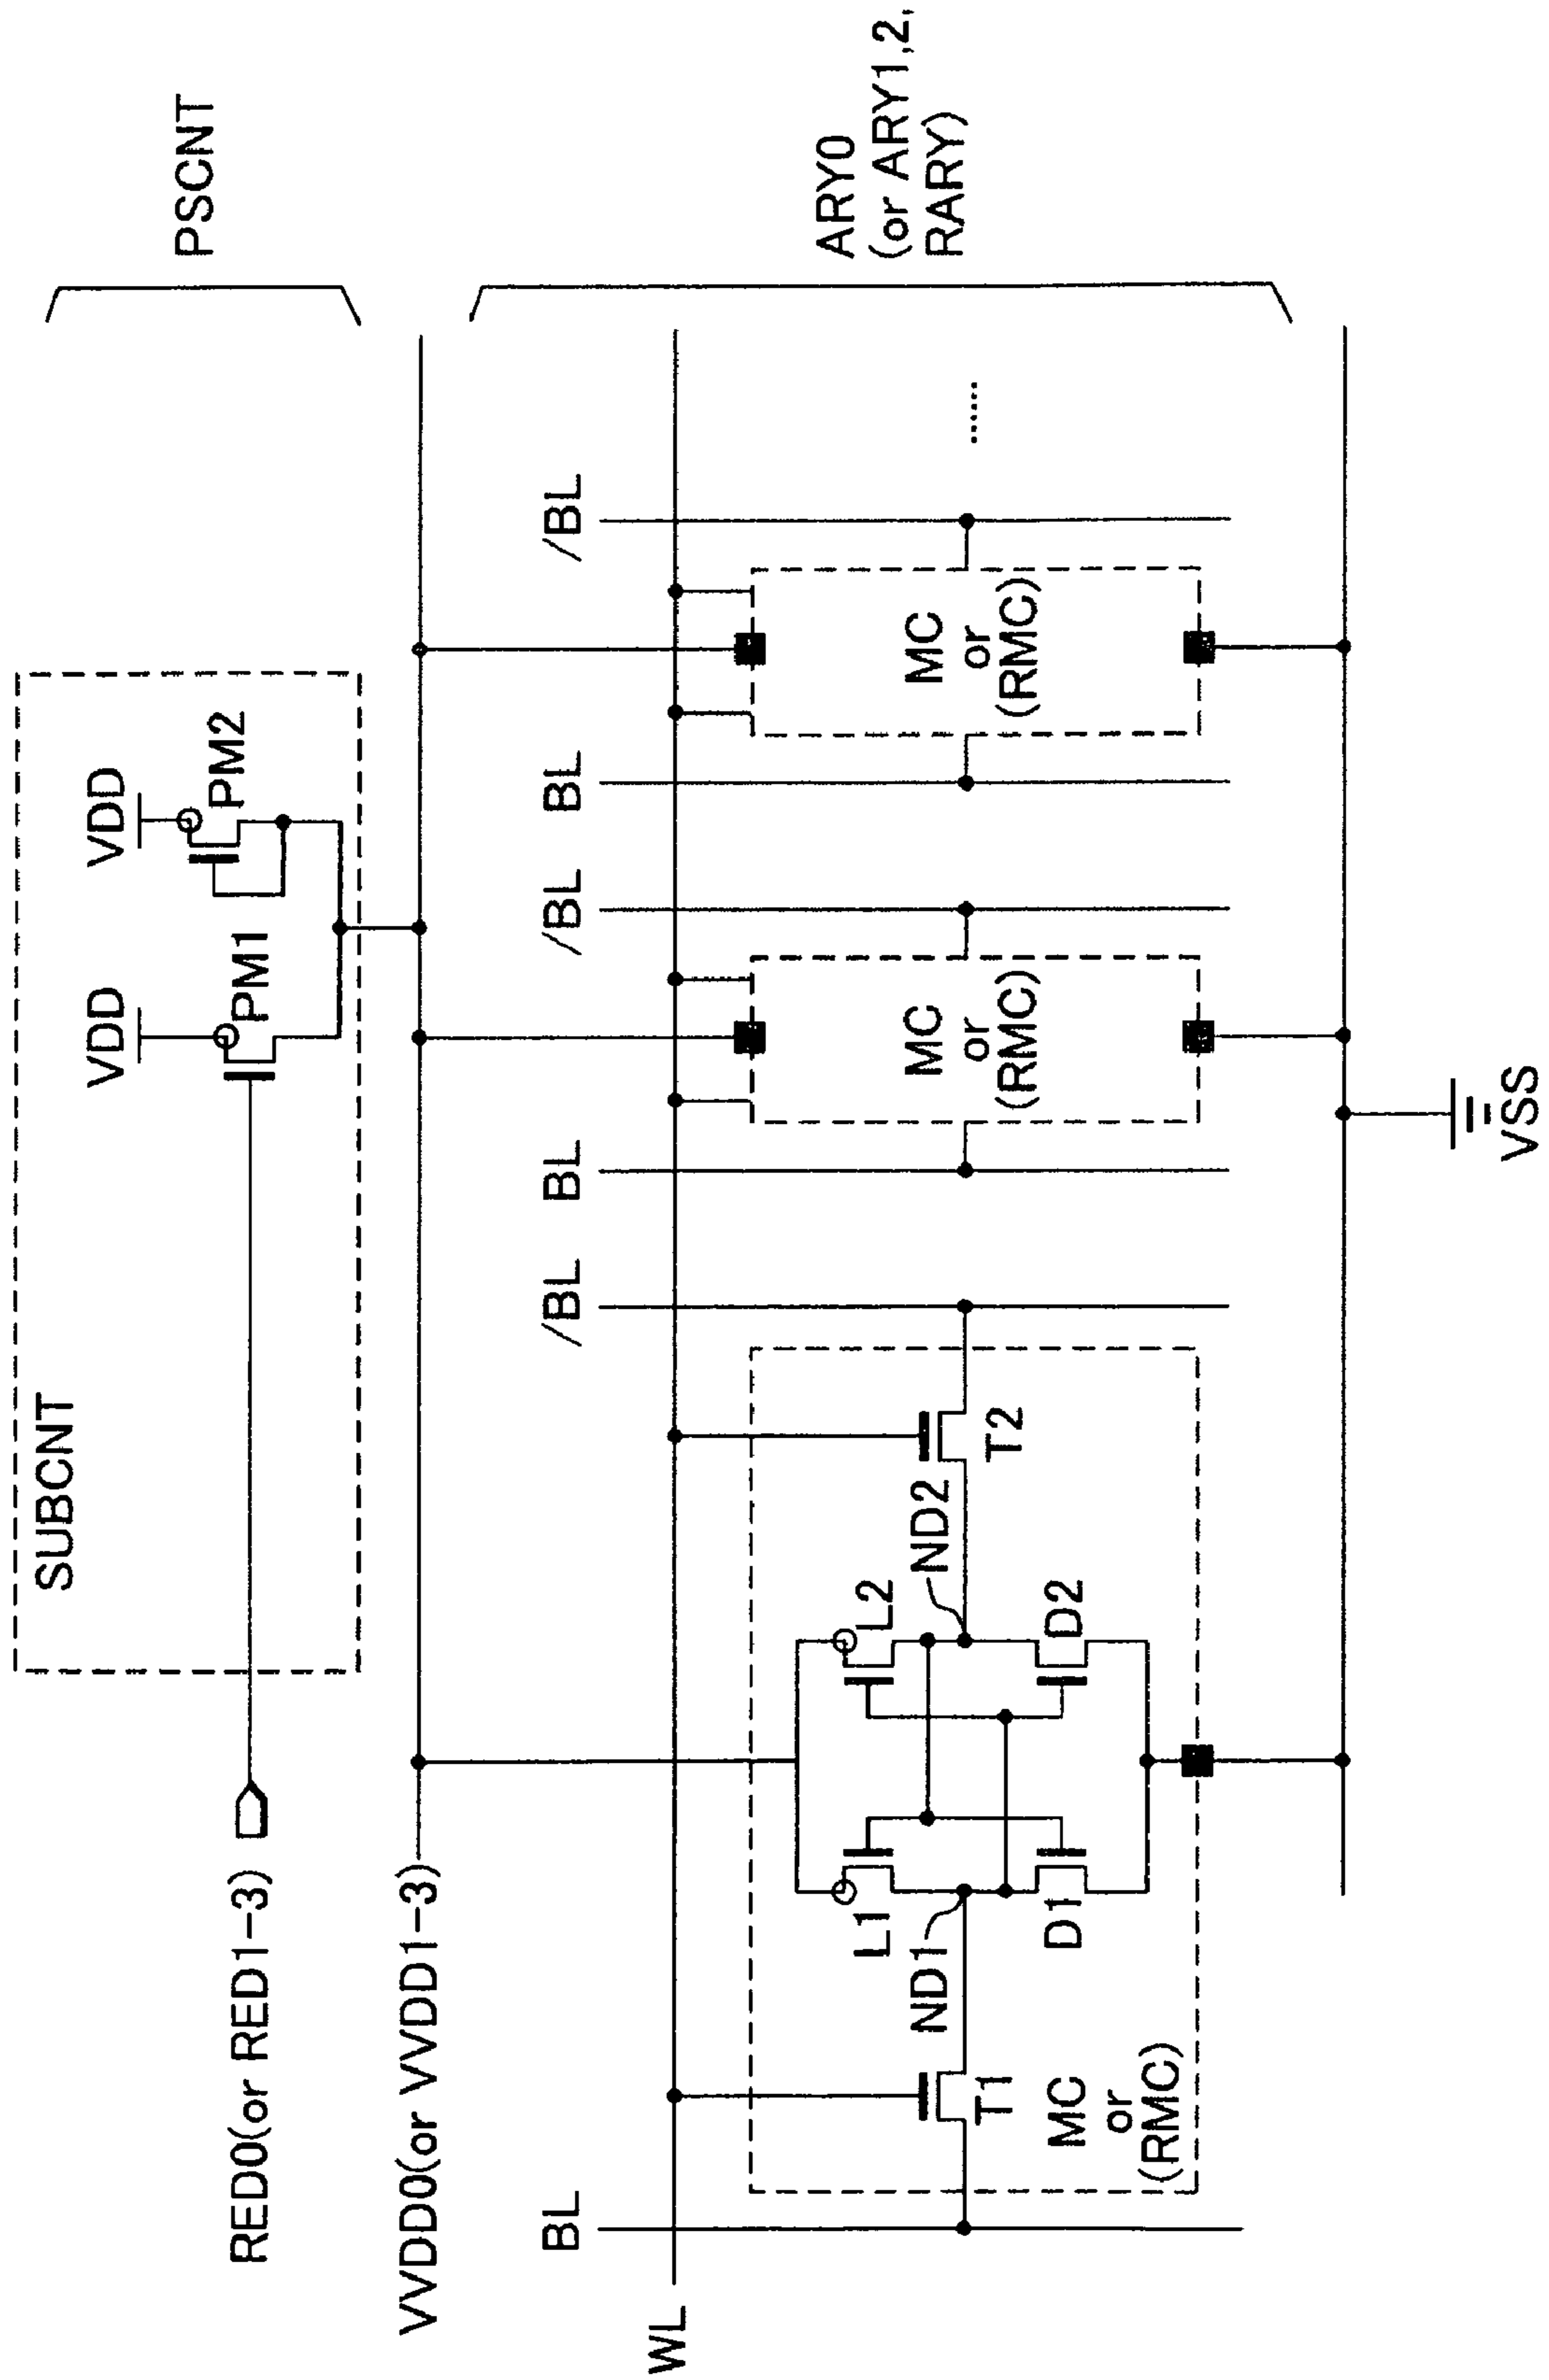 SUBCNT
VDD
VDD
PM1
PM2
PSCNT
RED0(or RED1-3)
VVDD0(or VVDD1-3)
BL
/BL
BL
/BL
BL
/BL
WL
L1
L2
ND1
ND2
D1
D2
T1
T2
MC
or
(RMC)
MC
or
(RMC)
MC
or
(RMC)
......
ARY0
(or ARY1,2,
RARY)
VSS